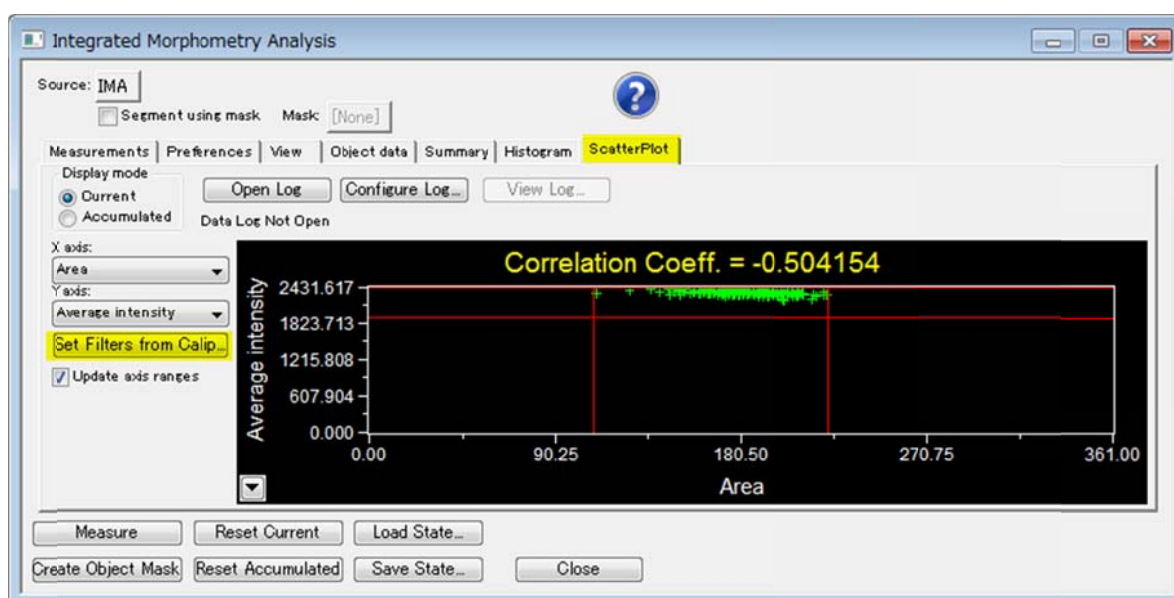 Integrated Morphometry Analysis
Source: IMA
Segment using mask Mask: [None]
Measurements Preferences View Object data Summary Histogram ScatterPlot
Display mode
Current
Accumulated
Open Log Configure Log... View Log...
Data Log Not Open
X axis:
Area
Y axis:
Average intensity
Set Filters from Calip...
Update axis ranges
Correlation Coeff. = -0.504154
Average intensity
2431.617
1823.713
1215.808
607.904
0.000
0.00 90.25 180.50 270.75 361.00
Area
Measure Reset Current Load State...
Create Object Mask Reset Accumulated Save State... Close